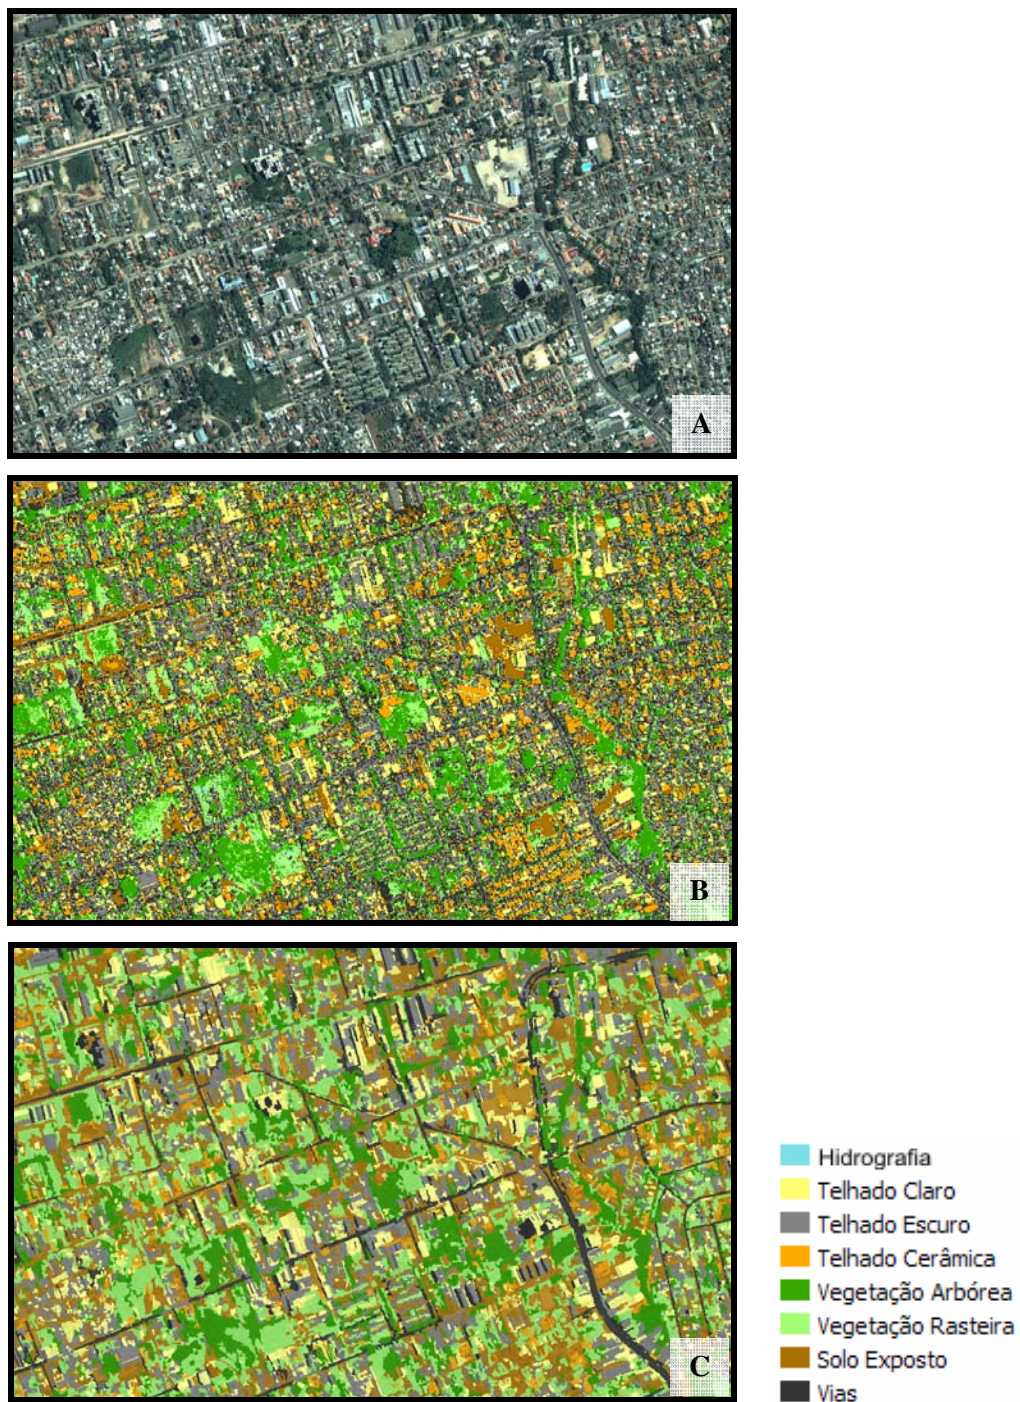 A
B
C
Hidrografia
Telhado Claro
Telhado Escuro
Telhado Cerâmica
Vegetação Arbórea
Vegetação Rasteira
Solo Exposto
Vias